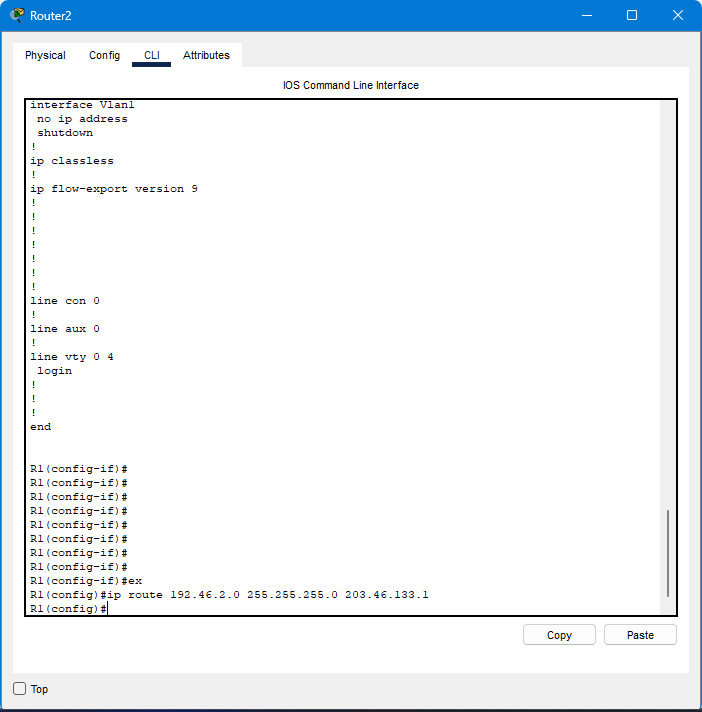 Router2
Physical Config CLI Attributes
IOS Command Line Interface
interface Vlan1
 no ip address
 shutdown
!
ip classless
!
ip flow-export version 9
!
!
!
!
!
!
!
line con 0
!
line aux 0
!
line vty 0 4
 login
!
!
!
end
R1(config-if)#
R1(config-if)#
R1(config-if)#
R1(config-if)#
R1(config-if)#
R1(config-if)#
R1(config-if)#
R1(config-if)#
R1(config-if)#ex
R1(config)#ip route 192.46.2.0 255.255.255.0 203.46.133.1
R1(config)#
Copy Paste
Top